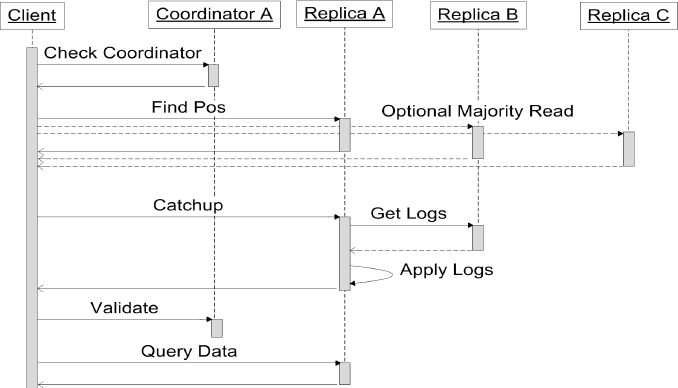 Client
Coordinator A
Replica A
Replica B
Replica C
Check Coordinator
Find Pos
Optional Majority Read
Catchup
Get Logs
Apply Logs
Validate
Query Data